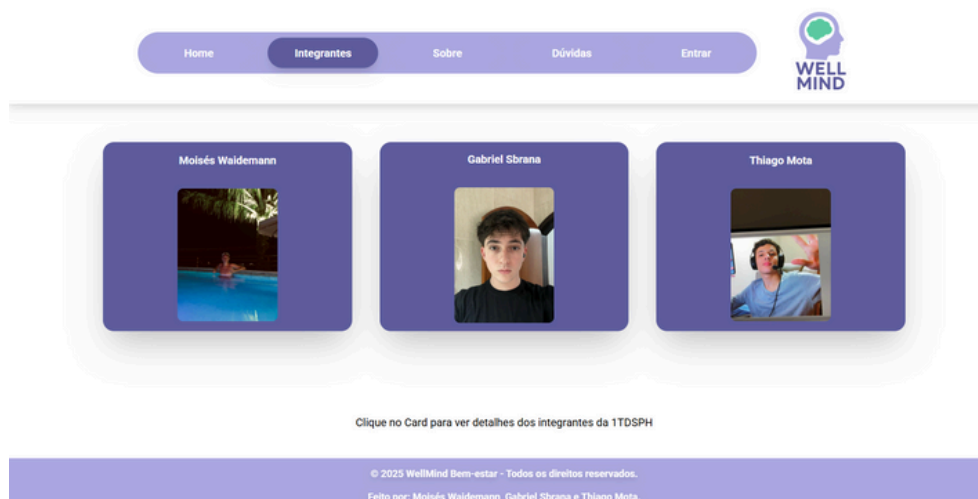 Home Integrantes Sobre Dúvidas Entrar
WELL
MIND
Moisés Waidemann Gabriel Sbrana Thiago Mota
Clique no Card para ver detalhes dos integrantes da 1TDSPH
© 2025 WellMind Bem-estar - Todos os direitos reservados.
Feito por: Moisés Waidemann, Gabriel Sbrana e Thiago Mota.